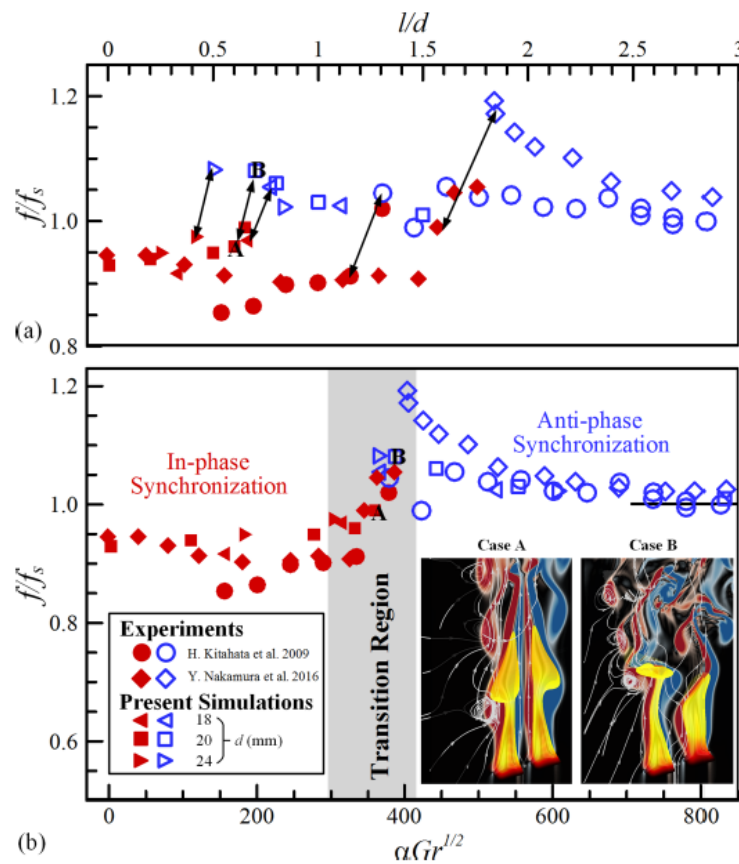 l/d
0 0.5 1 1.5 2 2.5 3
1.2
1.0
0.8
f/fs
B
A
(a)
1.2
1.0
0.8
0.6
f/fs
In-phase
Synchronization
Anti-phase
Synchronization
B
A
Transition Region
Case A
Case B
Experiments
H. Kitahata et al. 2009
Y. Nakamura et al. 2016
Present Simulations
18
20 d (mm)
24
0 200 400 600 800
αGr1/2
(b)